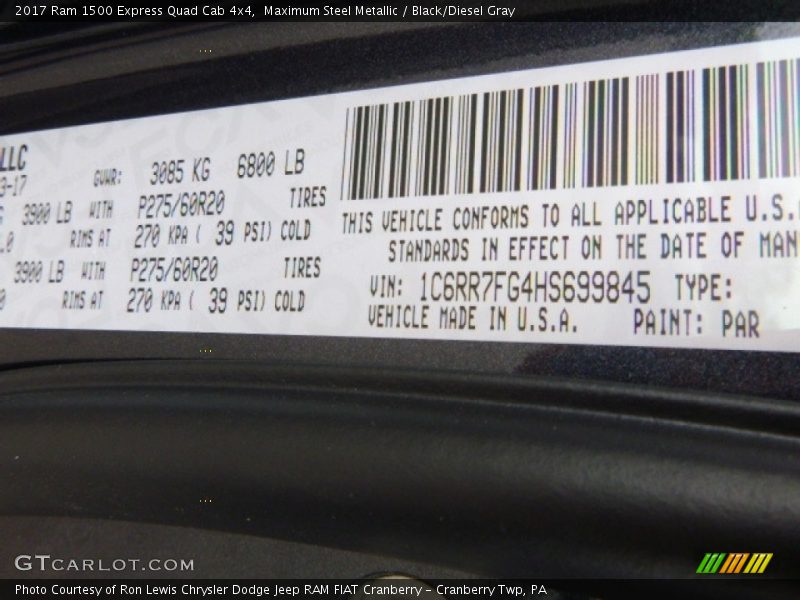 2017 Ram 1500 Express Quad Cab 4x4,  Maximum Steel Metallic / Black/Diesel Gray
LLC
-17 GVWR: 3085 KG 6800 LB
3900 LB WITH P275/60R20 TIRES
.0 RIMS AT 270 KPA ( 39 PSI) COLD
3900 LB WITH P275/60R20 TIRES
0 RIMS AT 270 KPA ( 39 PSI) COLD
THIS VEHICLE CONFORMS TO ALL APPLICABLE U.S.
STANDARDS IN EFFECT ON THE DATE OF MAN
VIN: 1C6RR7FG4HS699845 TYPE:
VEHICLE MADE IN U.S.A. PAINT: PAR
GTCARLOT.COM
Photo Courtesy of Ron Lewis Chrysler Dodge Jeep RAM FIAT Cranberry - Cranberry Twp, PA